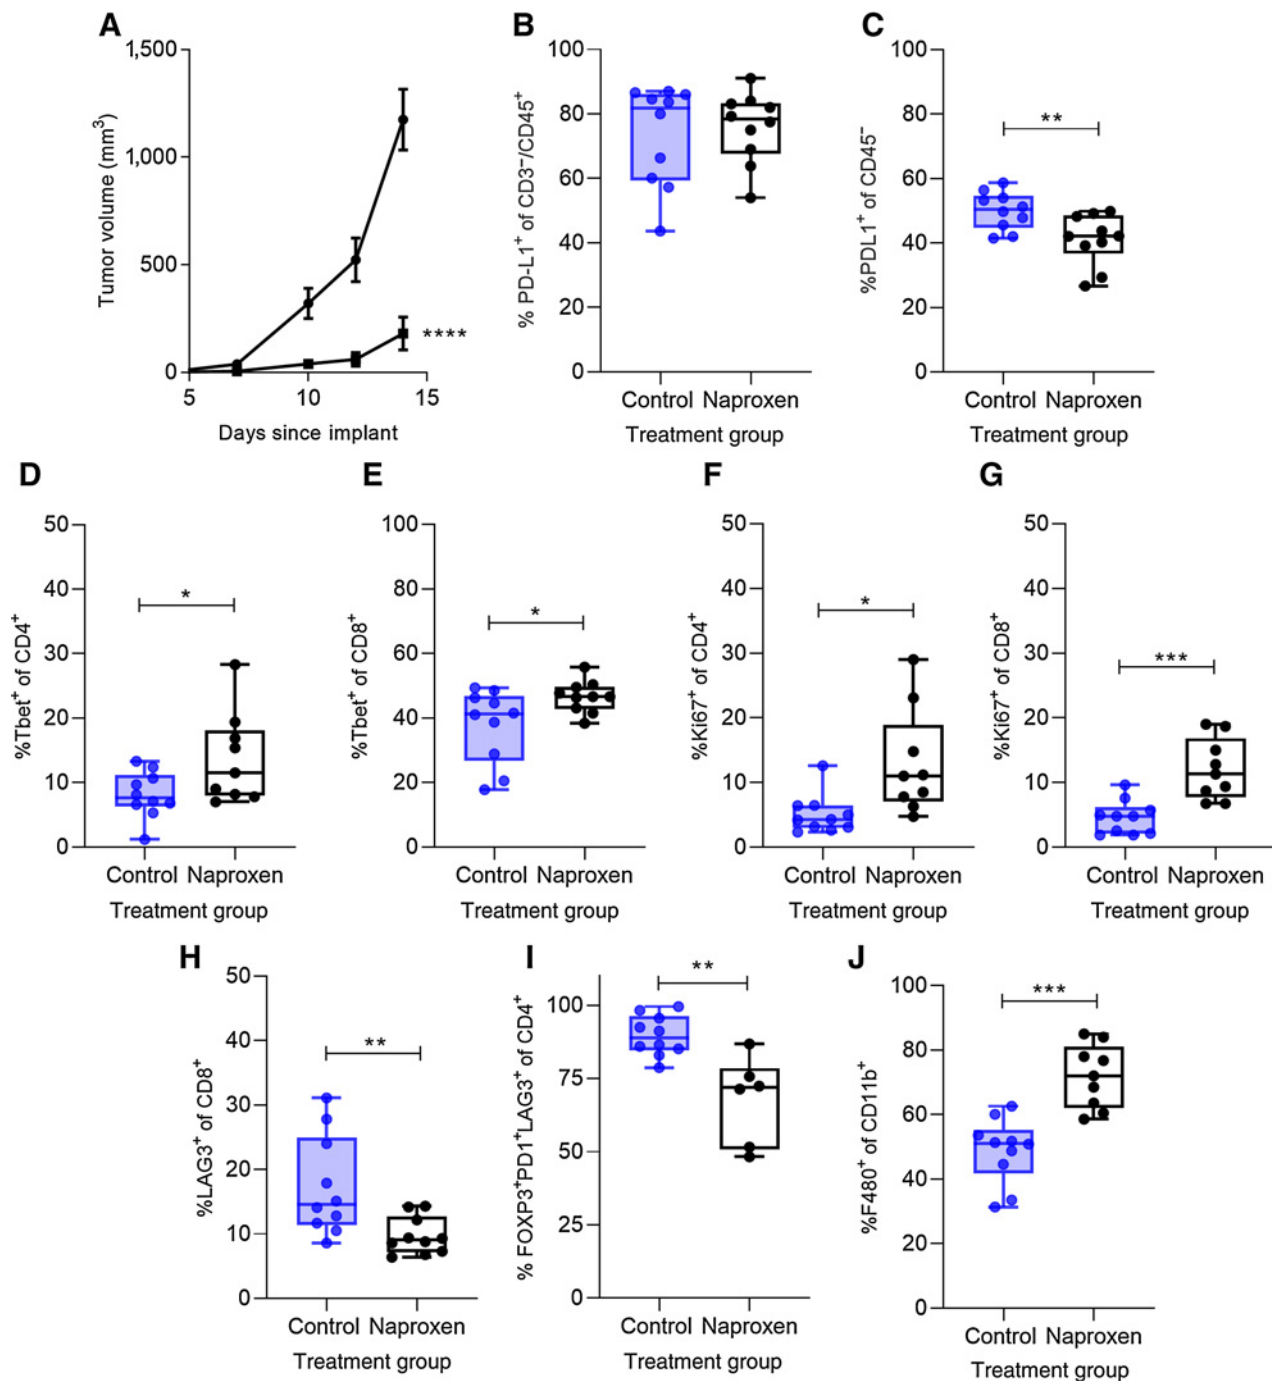 A
Tumor volume (mm³)
1,500
1,000
500
0
5 10 15
Days since implant
****
B
% PD-L1⁺ of CD3⁻/CD45⁺
100
80
60
40
20
0
Control Naproxen
Treatment group
C
%PDL1⁺ of CD45⁻
100
80
60
40
20
0
**
Control Naproxen
Treatment group
D
%Tbet⁺ of CD4⁺
50
40
30
20
10
0
*
Control Naproxen
Treatment group
E
%Tbet⁺ of CD8⁺
100
80
60
40
20
0
*
Control Naproxen
Treatment group
F
%Ki67⁺ of CD4⁺
50
40
30
20
10
0
*
Control Naproxen
Treatment group
G
%Ki67⁺ of CD8⁺
50
40
30
20
10
0
***
Control Naproxen
Treatment group
H
%LAG3⁺ of CD8⁺
50
40
30
20
10
0
**
Control Naproxen
Treatment group
I
% FOXP3⁺PD1⁺LAG3⁺ of CD4⁺
100
75
50
25
0
**
Control Naproxen
Treatment group
J
%F480⁺ of CD11b⁺
100
80
60
40
20
0
***
Control Naproxen
Treatment group